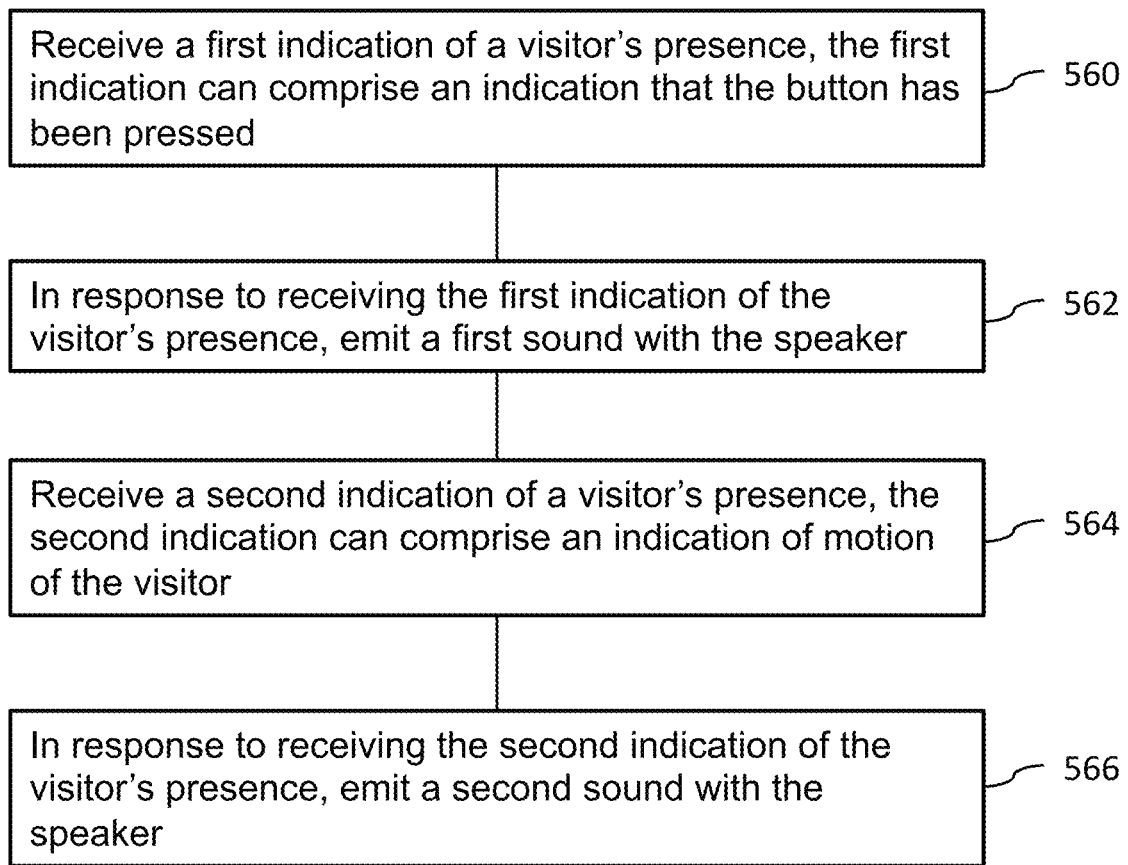 Receive a first indication of a visitor's presence, the first
indication can comprise an indication that the button has
been pressed
560
In response to receiving the first indication of the
visitor's presence, emit a first sound with the speaker
562
Receive a second indication of a visitor's presence, the
second indication can comprise an indication of motion
of the visitor
564
In response to receiving the second indication of the
visitor's presence, emit a second sound with the
speaker
566